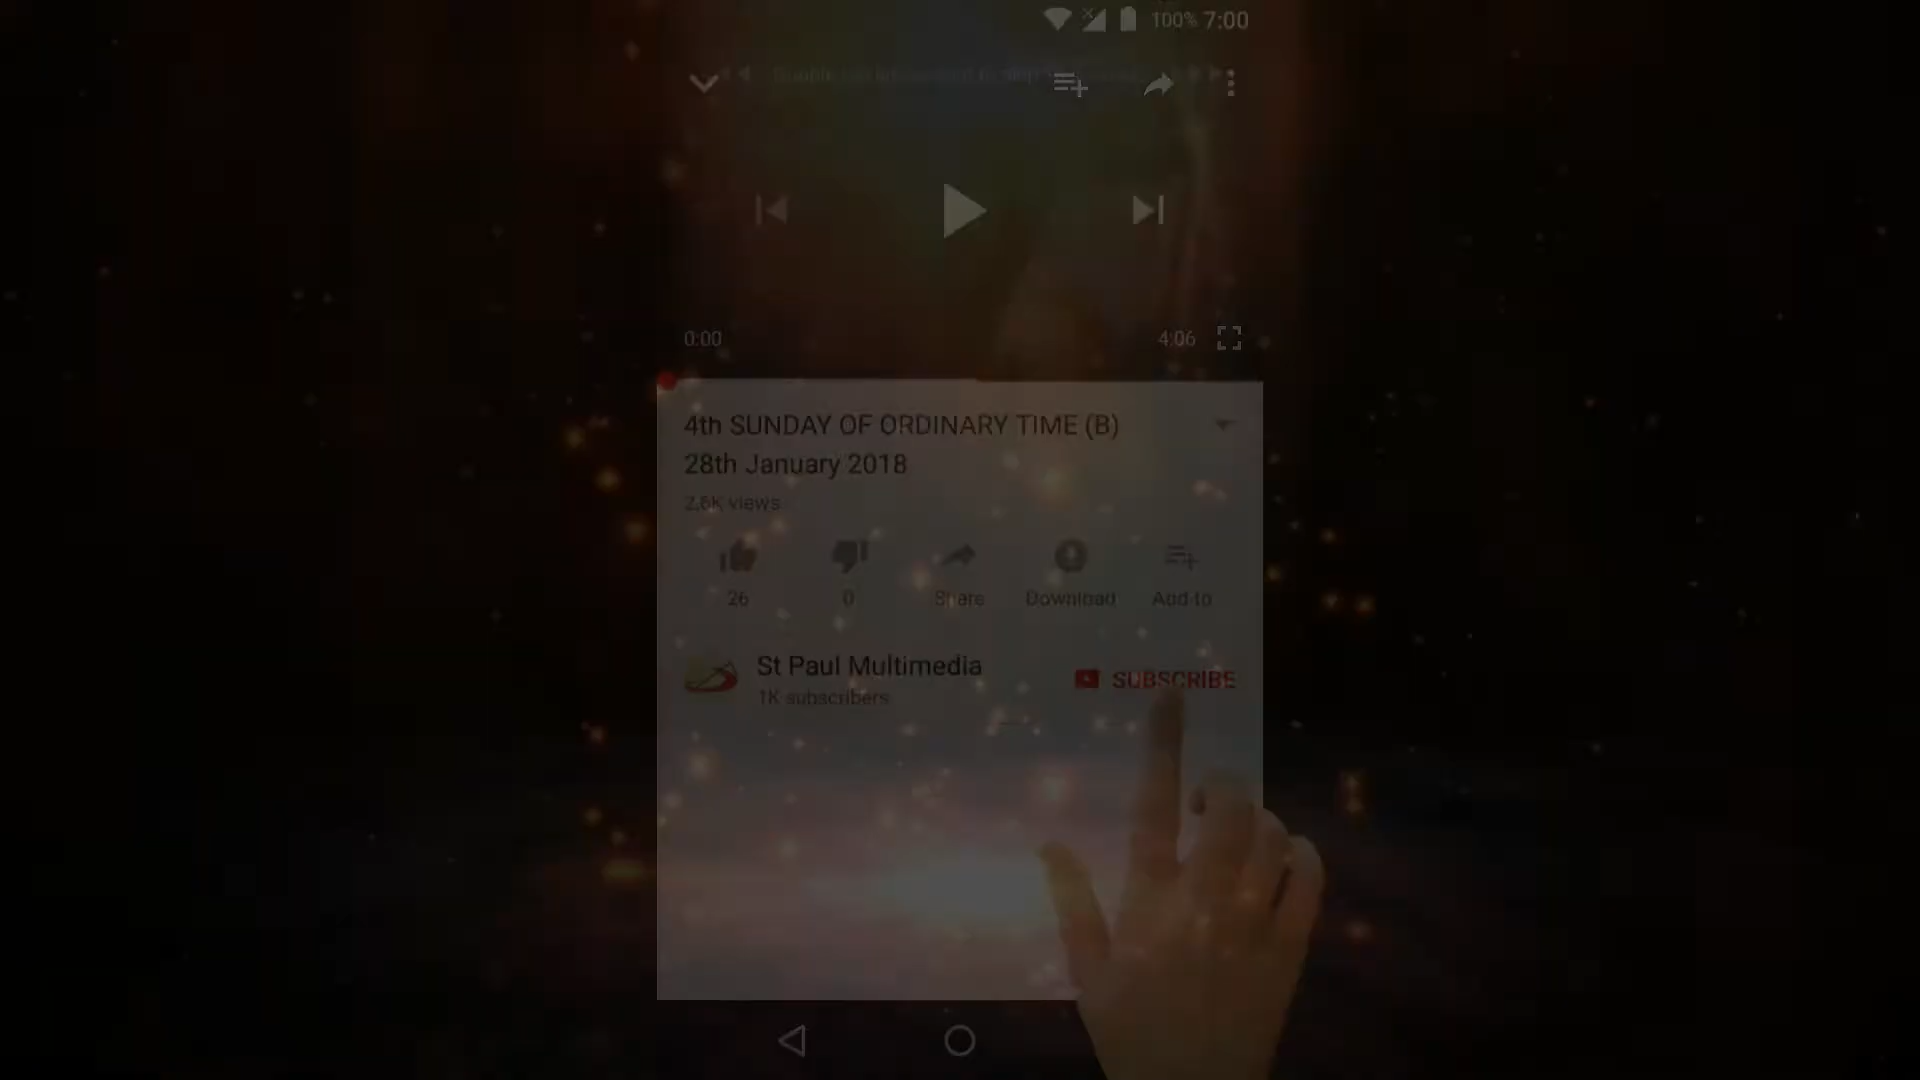 100% 7:00
0:00 4:06
4th SUNDAY OF ORDINARY TIME (B)
28th January 2018
2.6K views
26 0 Share Download Add to
St Paul Multimedia SUBSCRIBE
1K subscribers